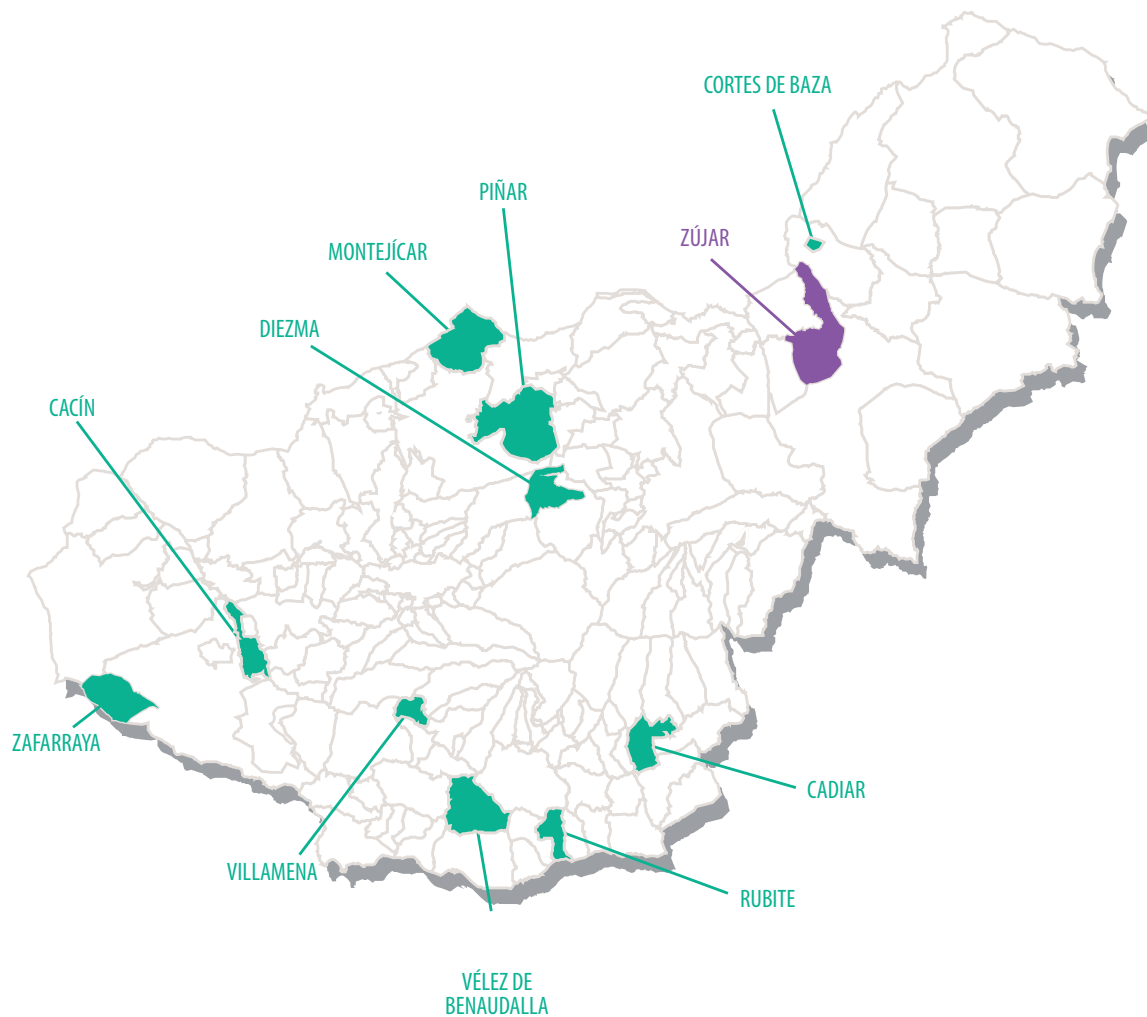 CORTES DE BAZA
PIÑAR
ZÚJAR
MONTEJÍCAR
DIEZMA
CACÍN
ZAFARRAYA
CADIAR
VILLAMENA
RUBITE
VÉLEZ DE
BENAUDALLA